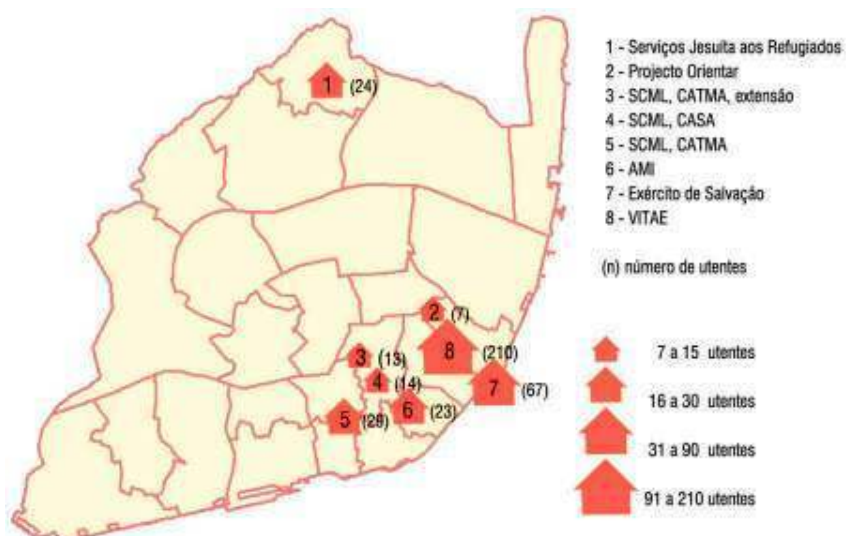 1 - Serviços Jesuita aos Refugiados
2 - Projecto Orientar
3 - SCML, CATMA, extensão
4 - SCML, CASA
5 - SCML, CATMA
6 - AMI
7 - Exército de Salvação
8 - VITAE
(n) número de utentes
7 a 15 utentes
16 a 30 utentes
31 a 90 utentes
91 a 210 utentes
1 (24)
2 (7)
8 (210)
3 (13)
4 (14)
7 (67)
6 (23)
5